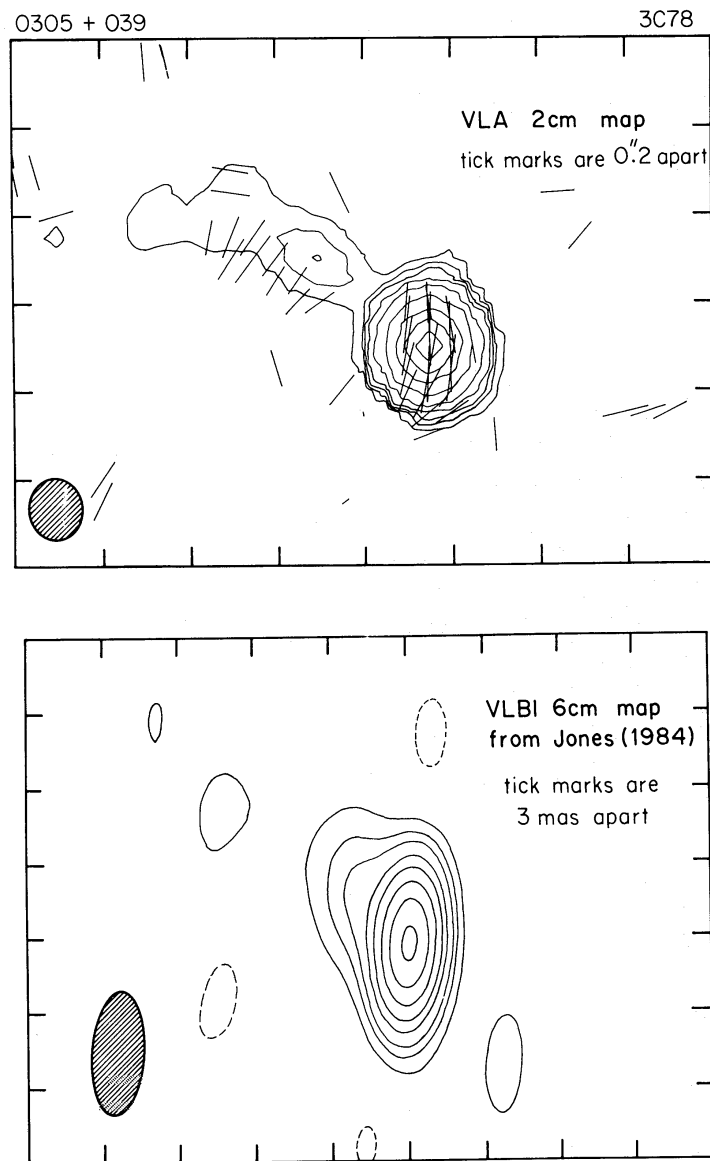 0305 + 039
3C78
VLA 2cm map
tick marks are 0".2 apart
VLBI 6cm map
from Jones (1984)
tick marks are
3 mas apart